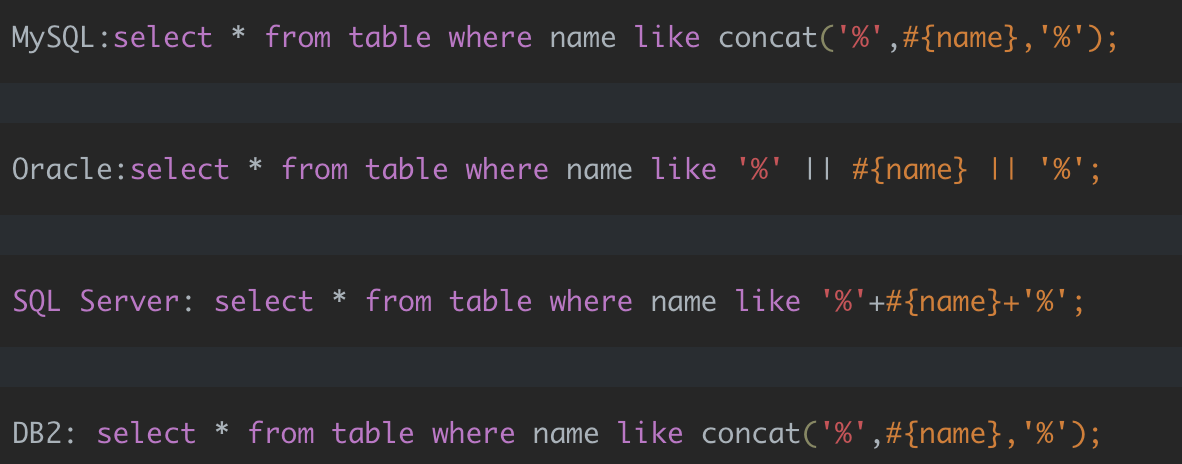 MySQL:select * from table where name like concat('%',#{name},'%');
Oracle:select * from table where name like '%' || #{name} || '%';
SQL Server: select * from table where name like '%'+#{name}+'%';
DB2: select * from table where name like concat('%',#{name},'%');